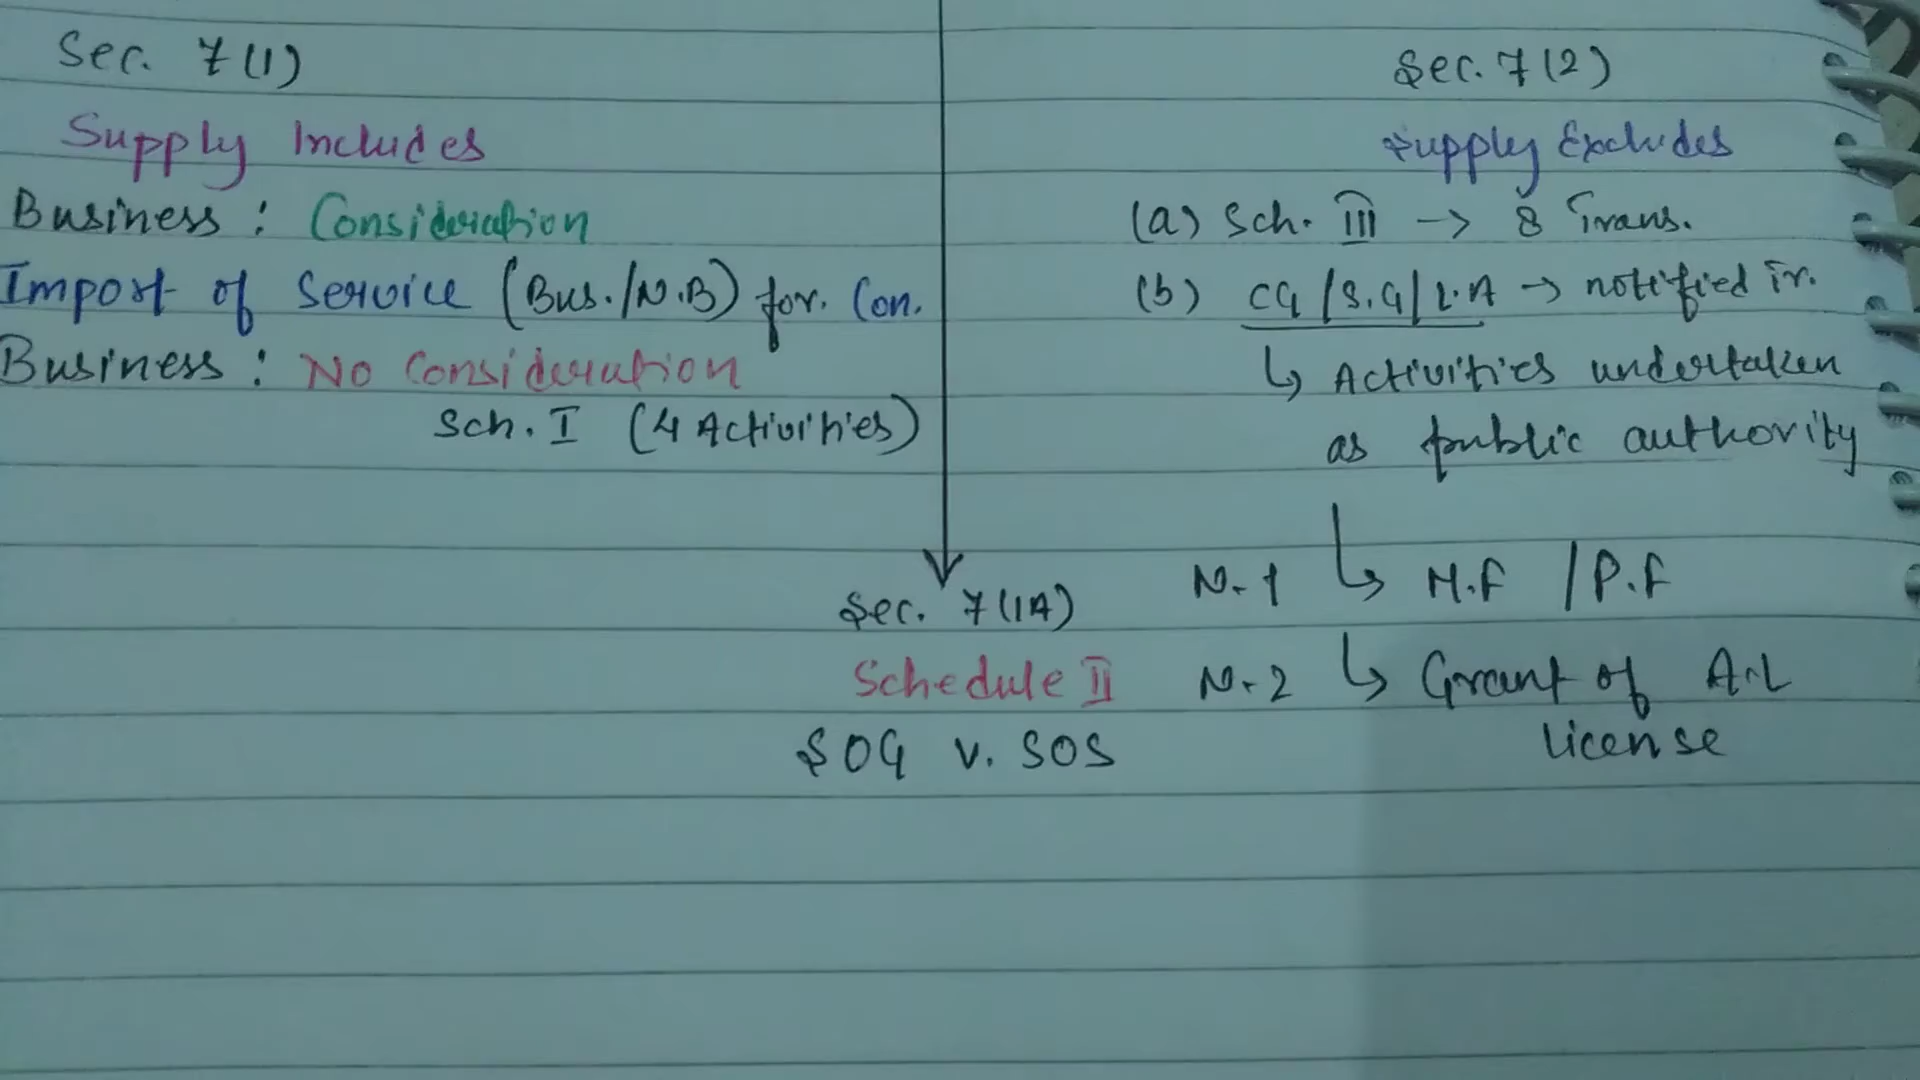 Sec. 7(1)
Supply Includes
Business : Consideration
Import of Service (Bus./N.B) for. Con.
Business : No Consideration
Sch. I (4 Activities)
Sec. 7(2)
Supply Excludes
(a) Sch. III -> 8 Trans.
(b) CG/S.G/L.A -> notified Tr.
↳ Activities undertaken
as public authority
N-1 ↳ M.F / P.F
N-2 ↳ Grant of A.L
License
Sec. 7(1A)
Schedule II
SOG V. SOS